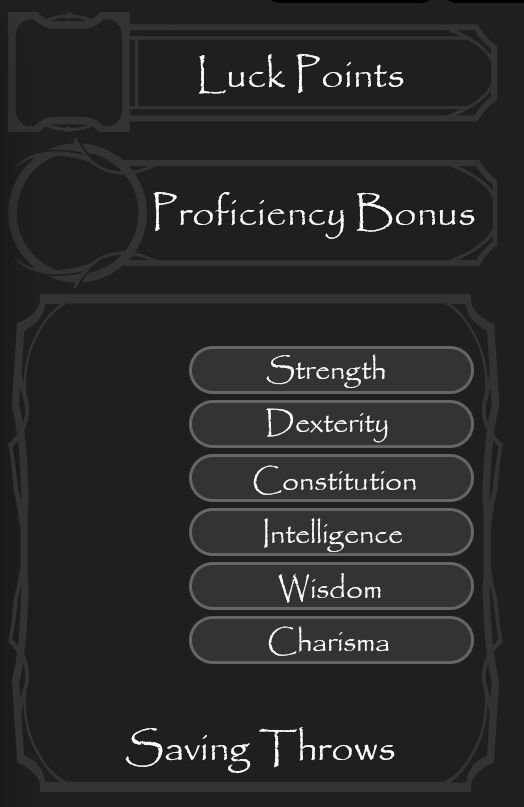 Luck Points
Proficiency Bonus
Strength
Dexterity
Constitution
Intelligence
Wisdom
Charisma
Saving Throws